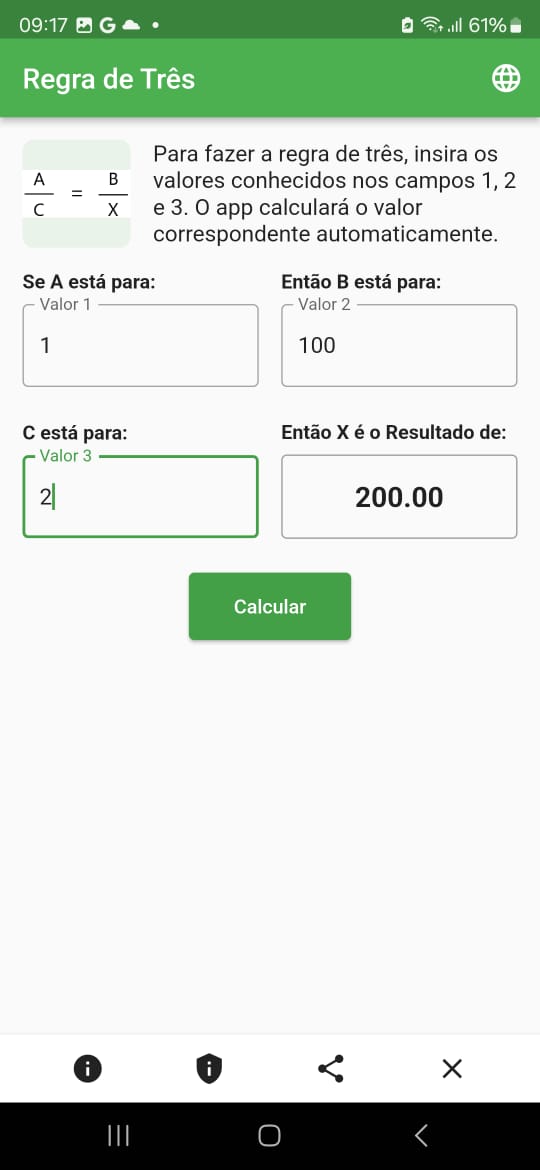 09:17 G 61%
Regra de Três
A = B
C X
Para fazer a regra de três, insira os
valores conhecidos nos campos 1, 2
e 3. O app calculará o valor
correspondente automaticamente.
Se A está para:
Então B está para:
Valor 1
Valor 2
1
100
C está para:
Então X é o Resultado de:
Valor 3
2
200.00
Calcular